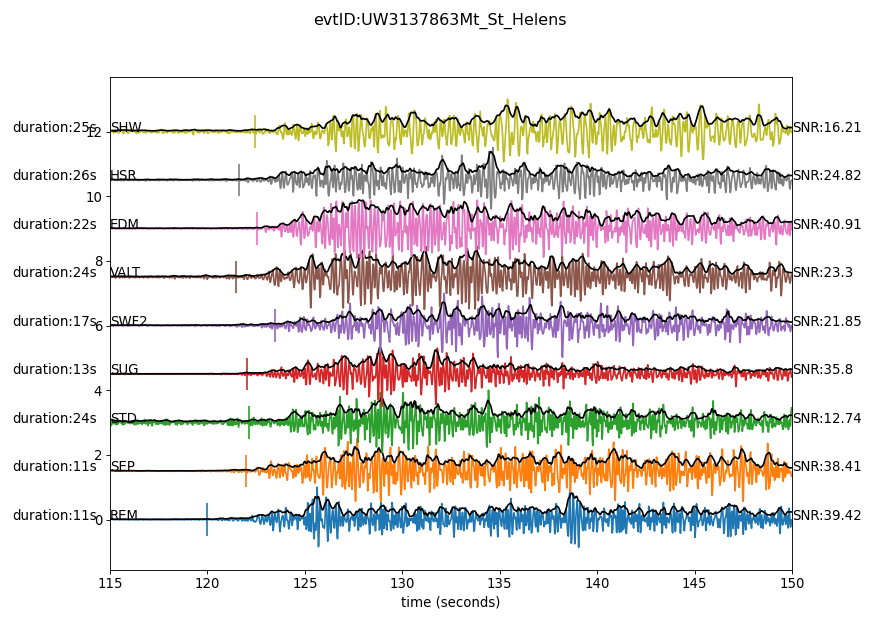 evtID:UW3137863Mt_St_Helens
duration:25s 12 SHW SNR:16.21
duration:26s HSR SNR:24.82
10
duration:22s EDM SNR:40.91
8
duration:24s VALT SNR:23.3
duration:17s 6 SWF2 SNR:21.85
duration:13s SUG SNR:35.8
4
duration:24s STD SNR:12.74
2
duration:11s SEP SNR:38.41
duration:11s 0 REM SNR:39.42
115 120 125 130 135 140 145 150
time (seconds)